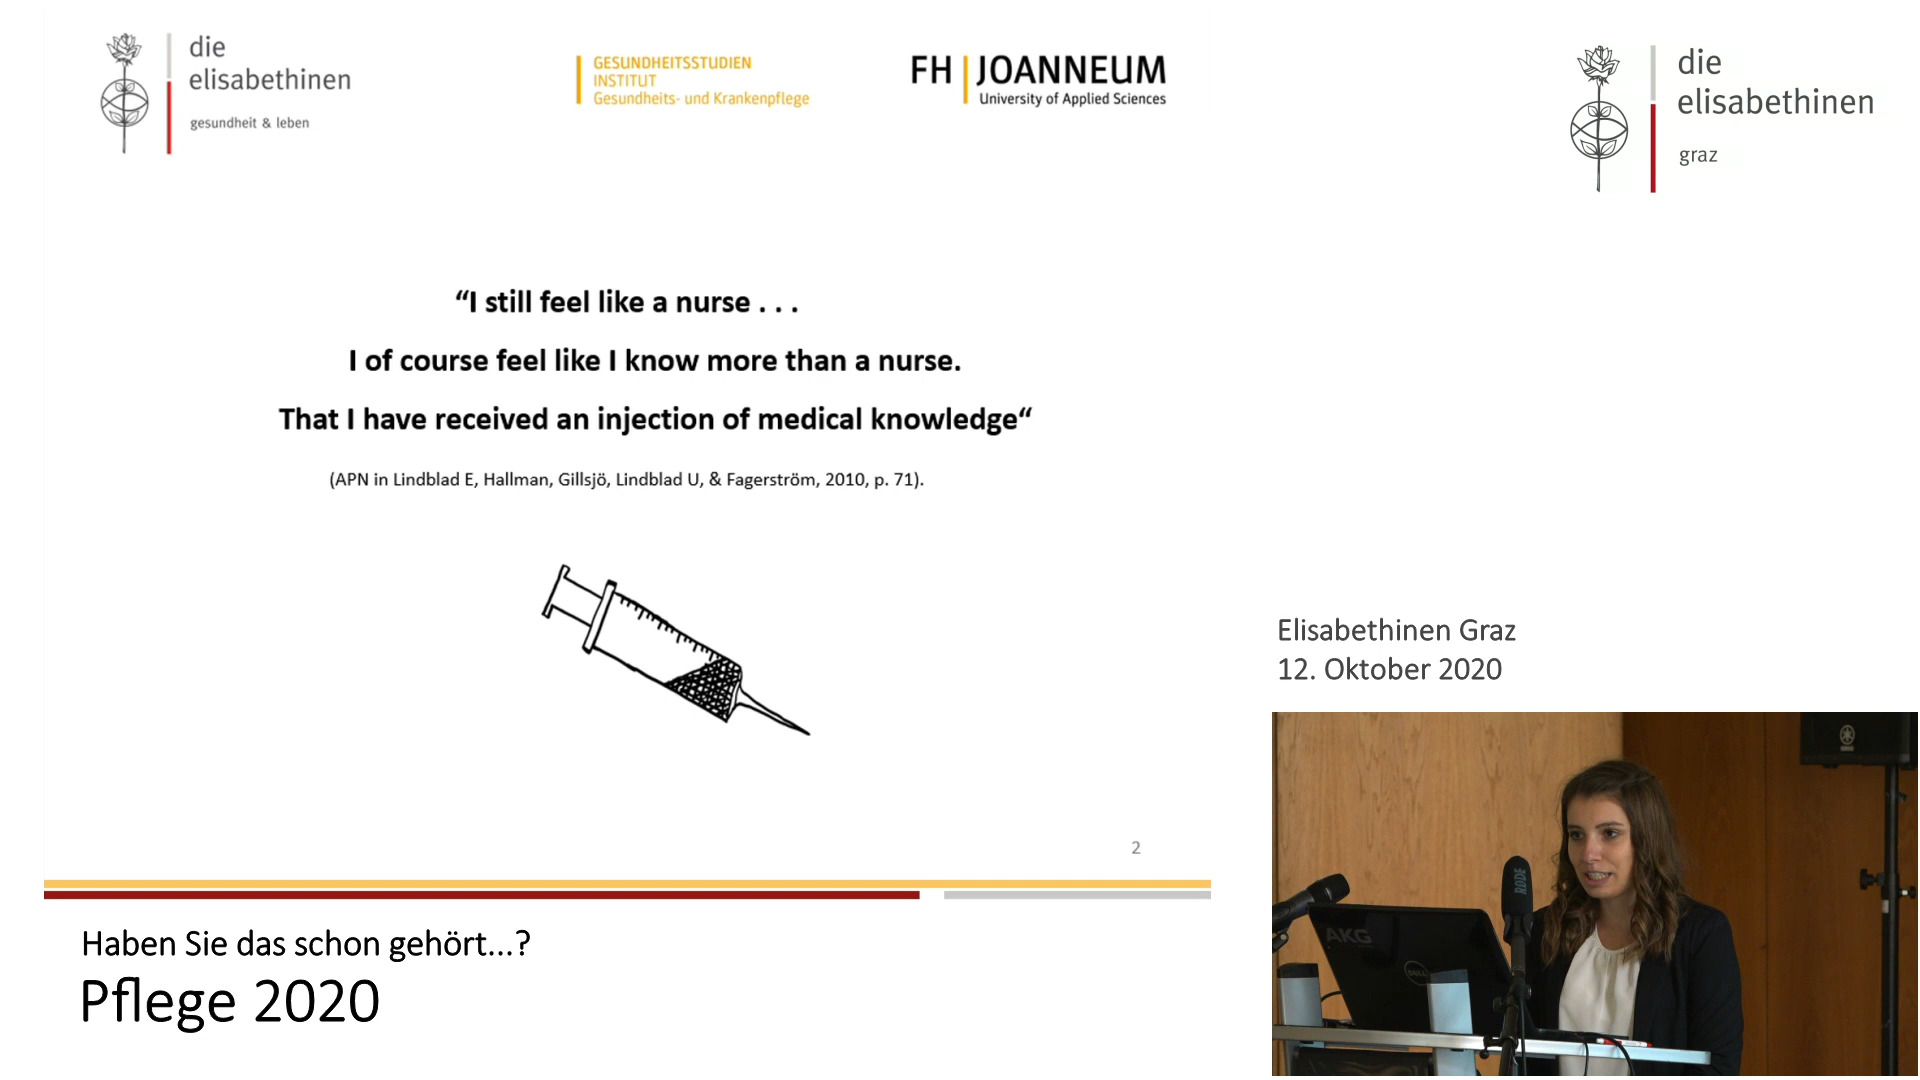 die
elisabethinen
gesundheit & leben
GESUNDHEITSSTUDIEN
INSTITUT
Gesundheits- und Krankenpflege
FH JOANNEUM
University of Applied Sciences
die
elisabethinen
graz
“I still feel like a nurse . . .
I of course feel like I know more than a nurse.
That I have received an injection of medical knowledge“
(APN in Lindblad E, Hallman, Gillsjö, Lindblad U, & Fagerström, 2010, p. 71).
2
Elisabethinen Graz
12. Oktober 2020
AKG
RODE
DELL
Haben Sie das schon gehört...?
Pflege 2020